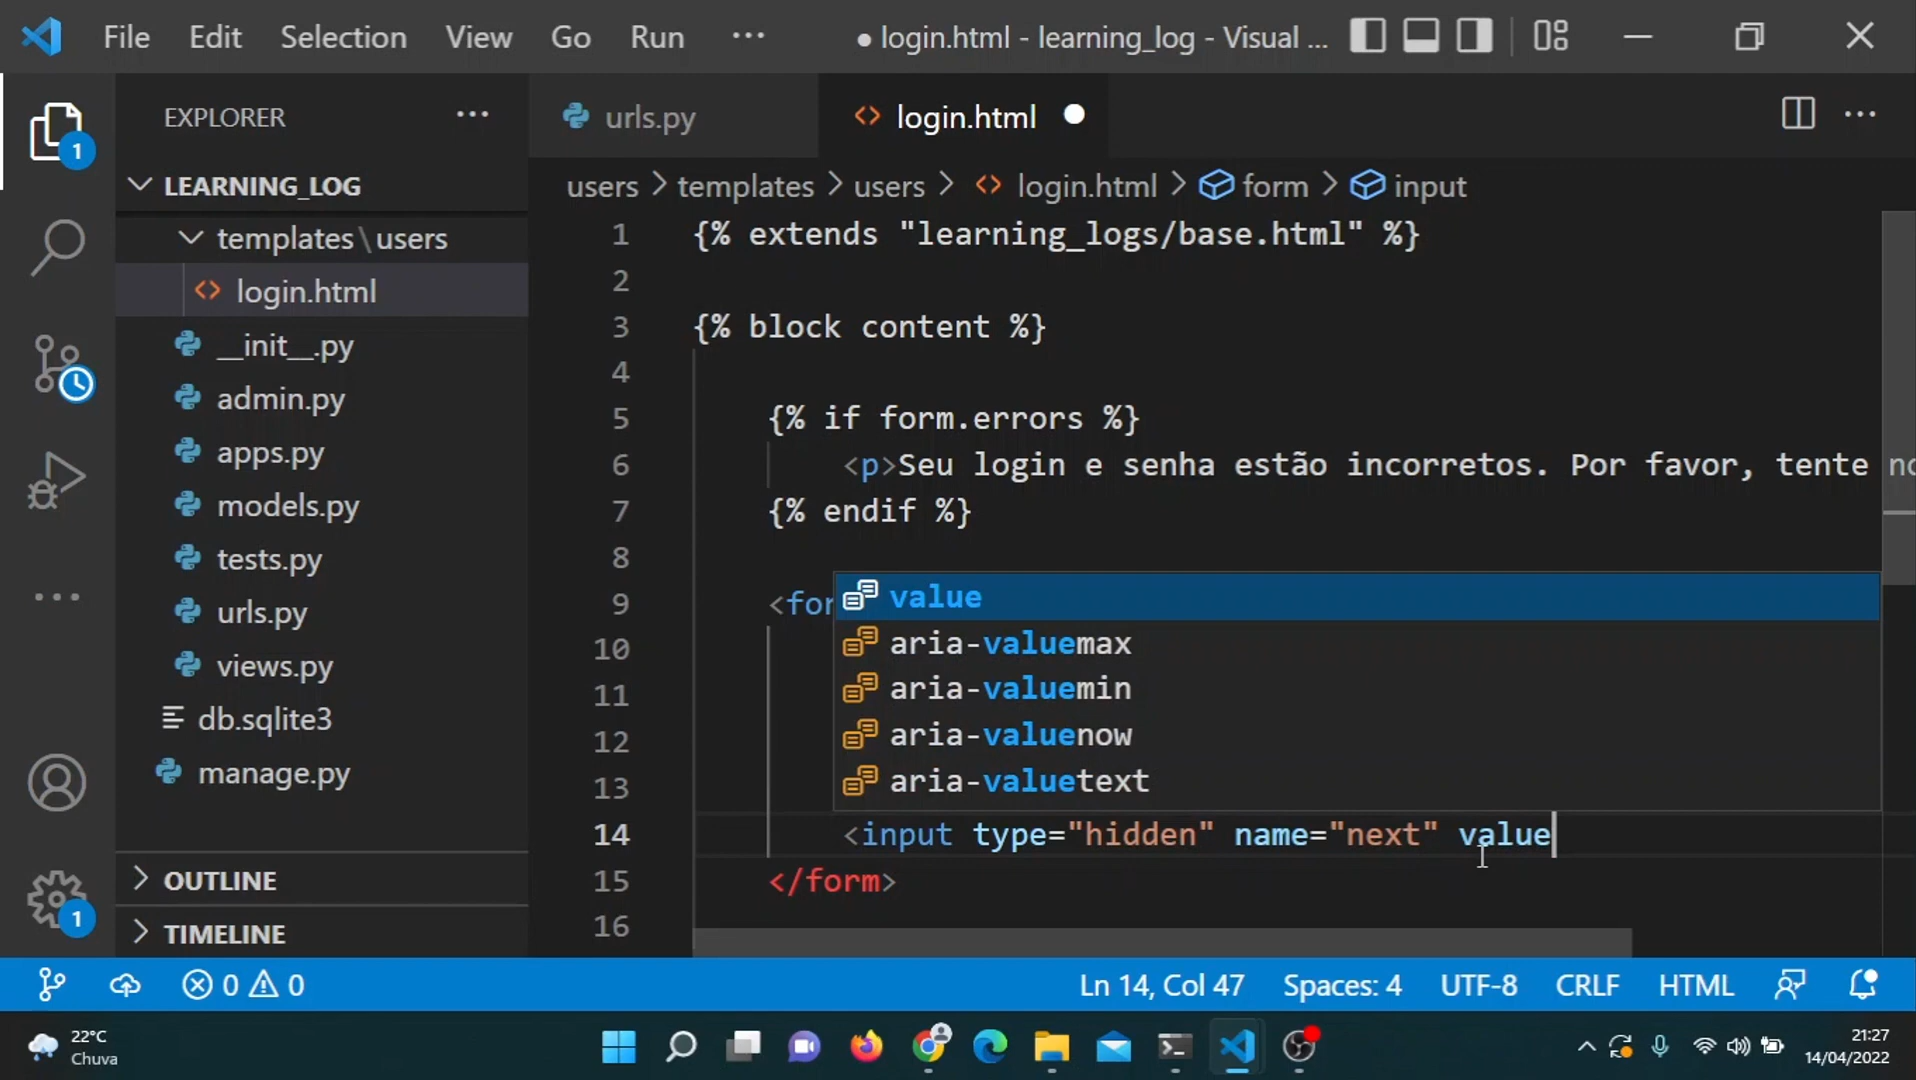 File Edit Selection View Go Run ··· ● login.html - learning_log - Visual ...
EXPLORER ···
urls.py
login.html ●
LEARNING_LOG
users > templates > users > login.html > form > input
templates\users
login.html
__init__.py
admin.py
apps.py
models.py
tests.py
urls.py
views.py
db.sqlite3
manage.py
OUTLINE
TIMELINE
1
1
1 {% extends "learning_logs/base.html" %}
2
3 {% block content %}
4
5 {% if form.errors %}
6 <p>Seu login e senha estão incorretos. Por favor, tente no
7 {% endif %}
8
9 <for
10
11
12
13
value
aria-valuemax
aria-valuemin
aria-valuenow
aria-valuetext
14 <input type="hidden" name="next" value
15 </form>
16
0 0 Ln 14, Col 47 Spaces: 4 UTF-8 CRLF HTML
22°C
Chuva
21:27
14/04/2022